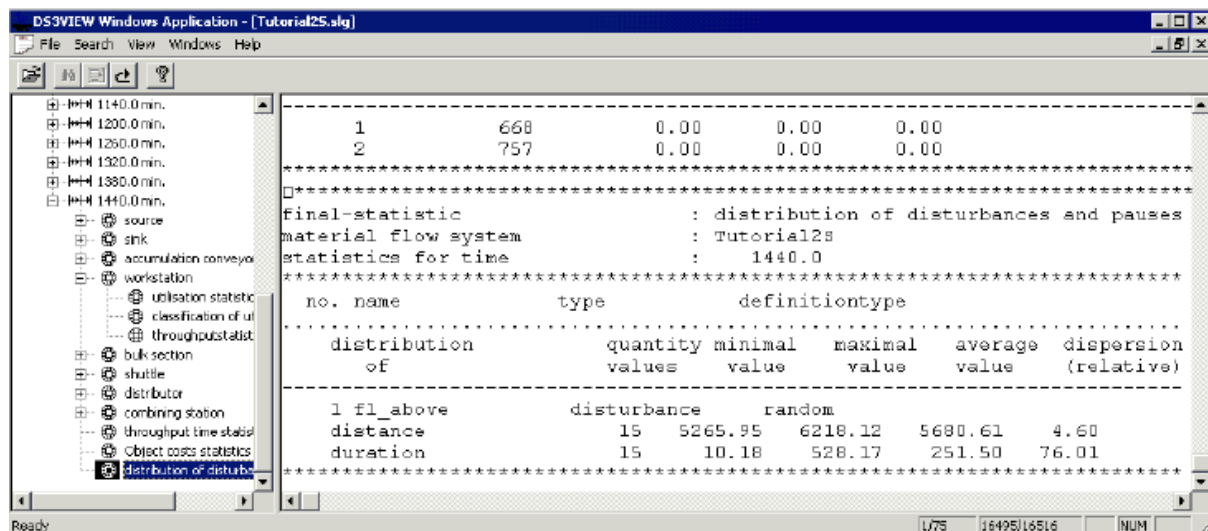 DS3VIEW Windows Application - [Tutorial2S.slg]
File Search View Windows Help
1140.0 min.
1200.0 min.
1260.0 min.
1320.0 min.
1380.0 min.
1440.0 min.
source
sink
accumulation conveyo
workstation
utilisation statistic
classification of ut
throughputstatist
bulk section
shuttle
distributor
combining station
throughput time statist
Object costs statistics
distribution of disturba
--------------------------------------------------------------------------------
1 668 0.00 0.00 0.00
2 757 0.00 0.00 0.00
********************************************************************************
□*******************************************************************************
final-statistic : distribution of disturbances and pauses
material flow system : Tutorial2S
statistics for time : 1440.0
********************************************************************************
no. name type definitiontype
................................................................................
distribution quantity minimal maximal average dispersion
of values value value value (relative)
--------------------------------------------------------------------------------
1 fl_above disturbance random
distance 15 5265.95 6218.12 5680.61 4.60
duration 15 10.18 528.17 251.50 76.01
********************************************************************************
Ready 1/75 16495/16516 NUM